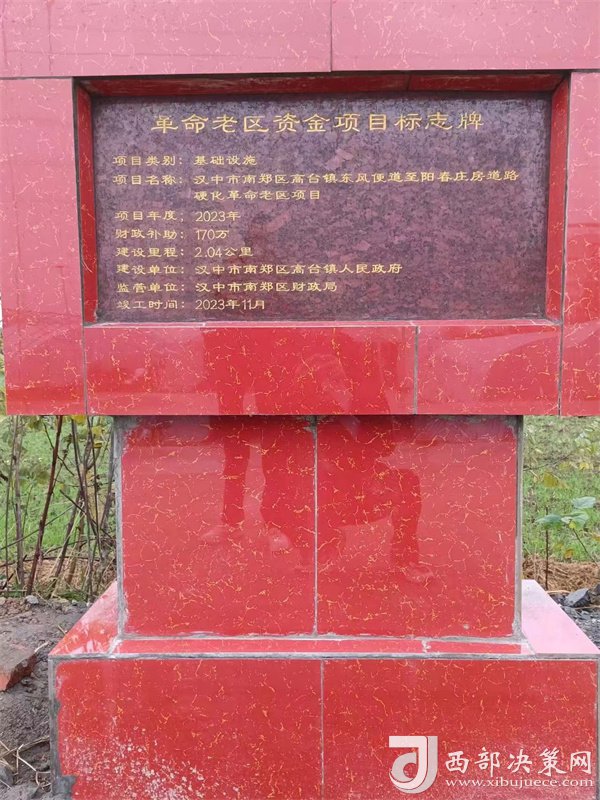 革命老区资金项目标志牌
项目类别：基础设施
项目名称：汉中市南郑区高台镇东风便道至阳春庄房道路
硬化革命老区项目
项目年度：2023年
财政补助：170万
建设里程：2.04公里
建设单位：汉中市南郑区高台镇人民政府
监管单位：汉中市南郑区财政局
竣工时间：2023年11月
西部决策网
www.xibujuece.com